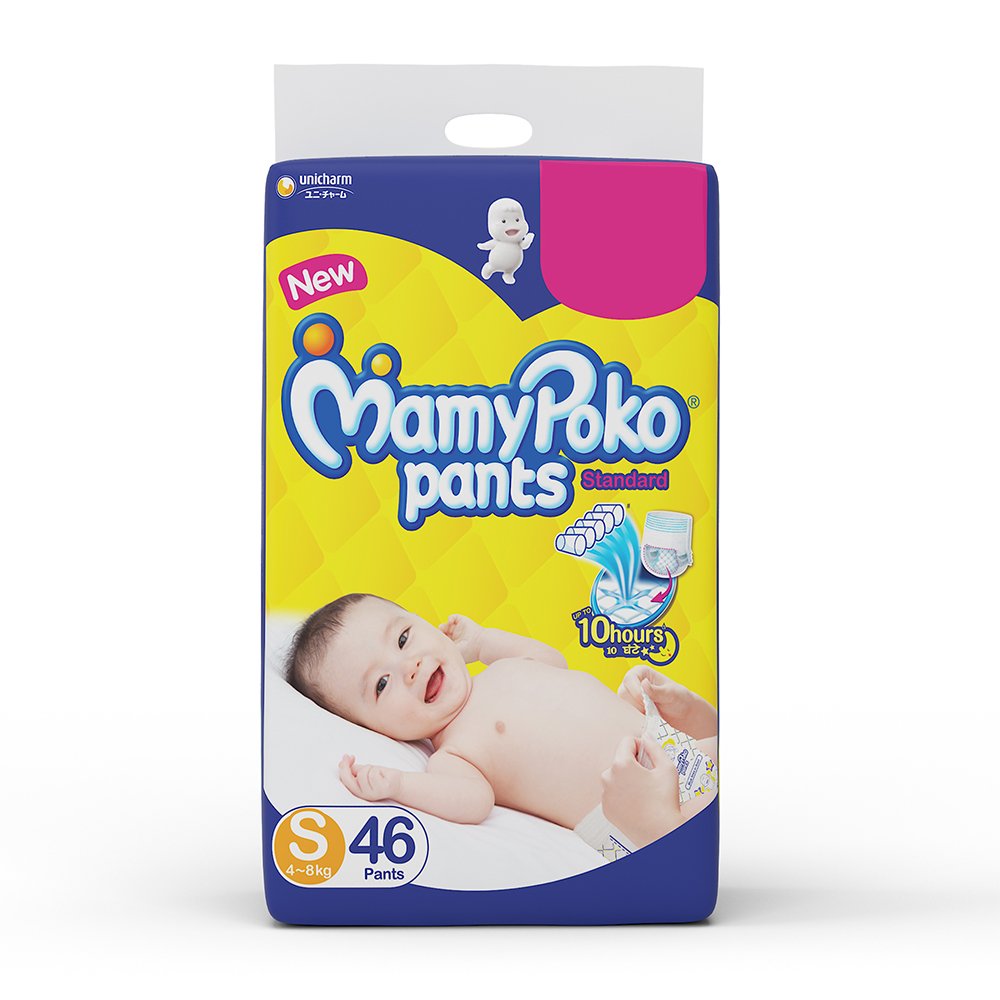 unicharm
ユニ・チャーム
New
MamyPoko®
pants Standard
UP TO
10hours
10 घंटे
S
4~8kg
46
Pants